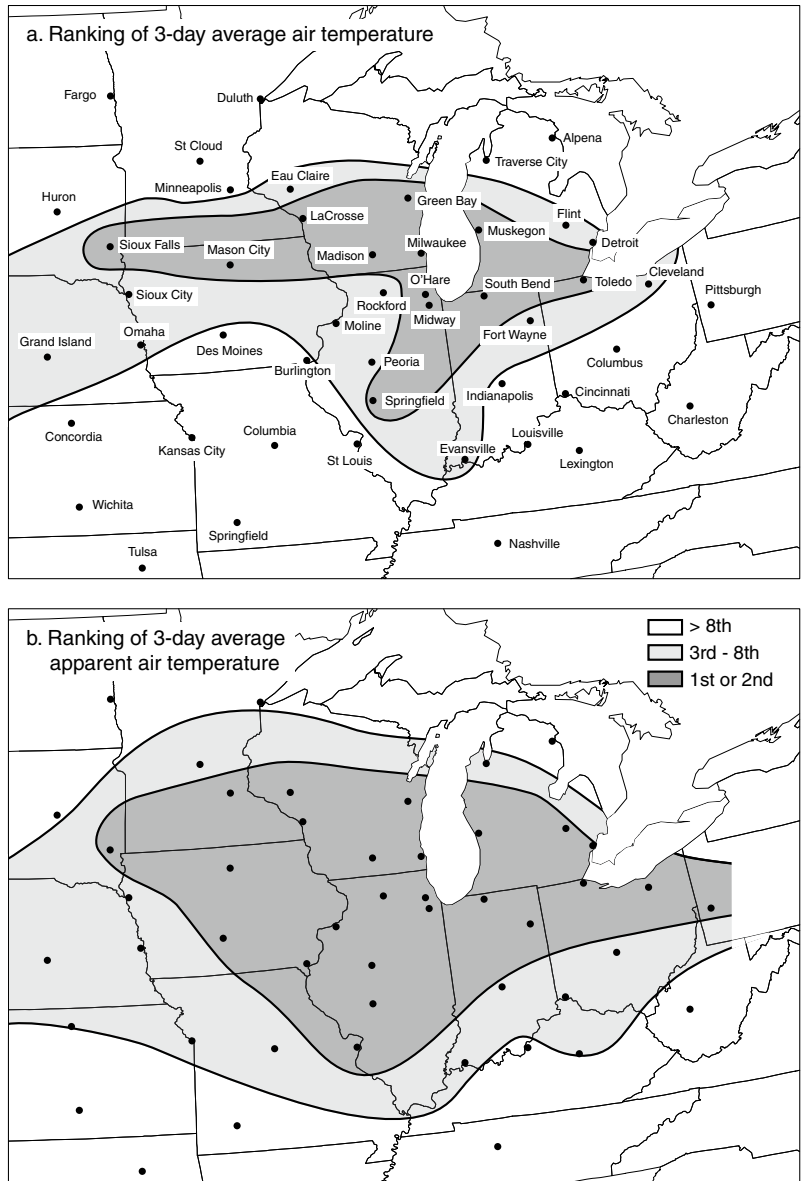 a. Ranking of 3-day average air temperature
Fargo
Duluth
St Cloud
Alpena
Traverse City
Eau Claire
Minneapolis
Huron
Green Bay
LaCrosse
Flint
Muskegon
Sioux Falls
Mason City
Madison
Milwaukee
Detroit
O'Hare
South Bend
Toledo
Cleveland
Sioux City
Rockford
Pittsburgh
Midway
Moline
Omaha
Grand Island
Des Moines
Fort Wayne
Burlington
Peoria
Columbus
Springfield
Indianapolis
Cincinnati
Charleston
Concordia
Columbia
Kansas City
Louisville
Evansville
St Louis
Lexington
Wichita
Springfield
Nashville
Tulsa
b. Ranking of 3-day average
apparent air temperature
> 8th
3rd - 8th
1st or 2nd